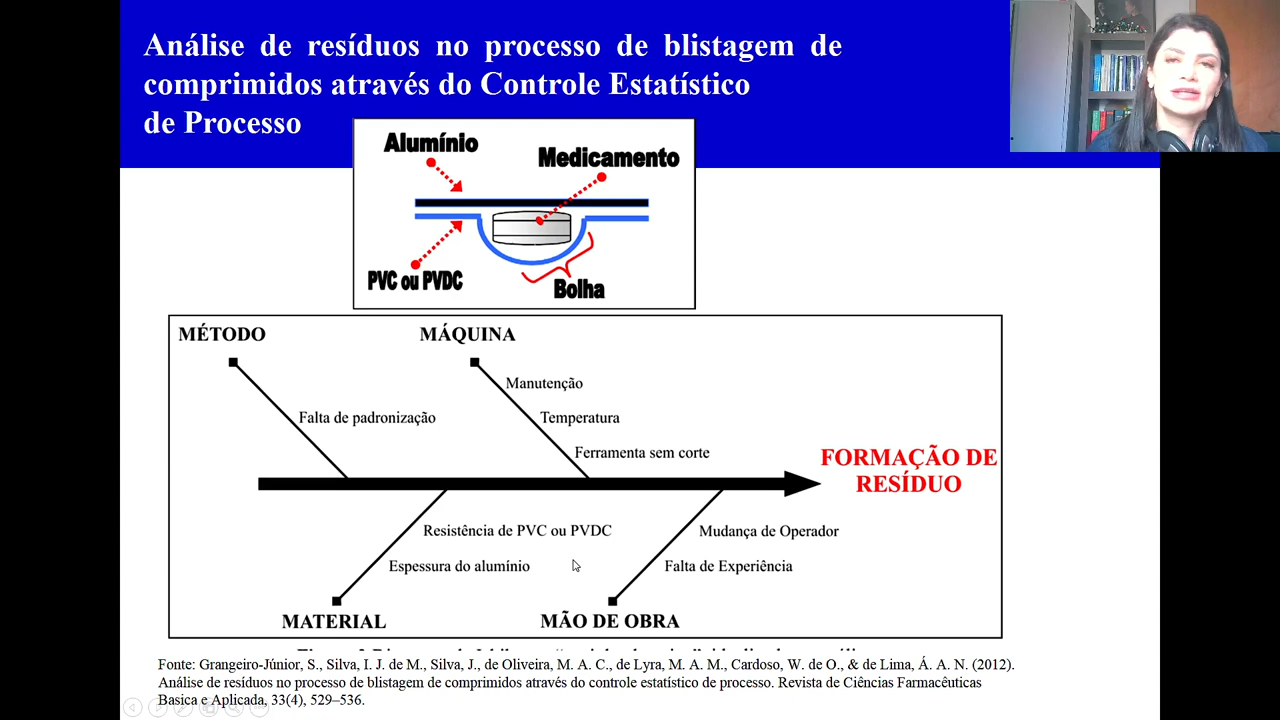 Análise de resíduos no processo de blistagem de
comprimidos através do Controle Estatístico
de Processo
Alumínio
Medicamento
PVC ou PVDC
Bolha
MÉTODO
MÁQUINA
Manutenção
Falta de padronização
Temperatura
Ferramenta sem corte
FORMAÇÃO DE
RESÍDUO
Resistência de PVC ou PVDC
Mudança de Operador
Espessura do alumínio
Falta de Experiência
MATERIAL
MÃO DE OBRA
Fonte: Grangeiro-Júnior, S., Silva, I. J. de M., Silva, J., de Oliveira, M. A. C., de Lyra, M. A. M., Cardoso, W. de O., & de Lima, Á. A. N. (2012).
Análise de resíduos no processo de blistagem de comprimidos através do controle estatístico de processo. Revista de Ciências Farmacêuticas
Basica e Aplicada, 33(4), 529–536.